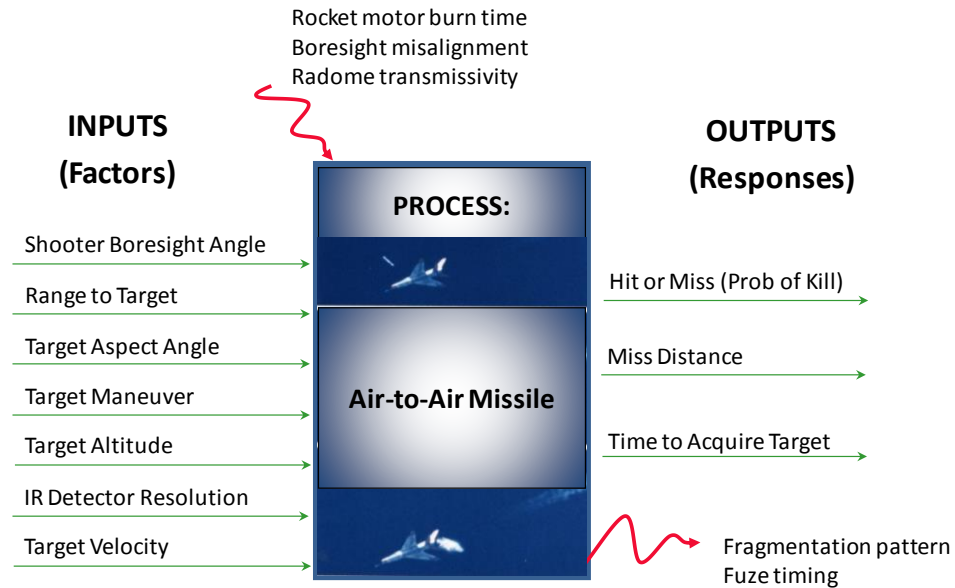 Rocket motor burn time
Boresight misalignment
Radome transmissivity
INPUTS
(Factors)
OUTPUTS
(Responses)
PROCESS:
Shooter Boresight Angle
Range to Target
Target Aspect Angle
Target Maneuver
Target Altitude
IR Detector Resolution
Target Velocity
Air-to-Air Missile
Hit or Miss (Prob of Kill)
Miss Distance
Time to Acquire Target
Fragmentation pattern
Fuze timing